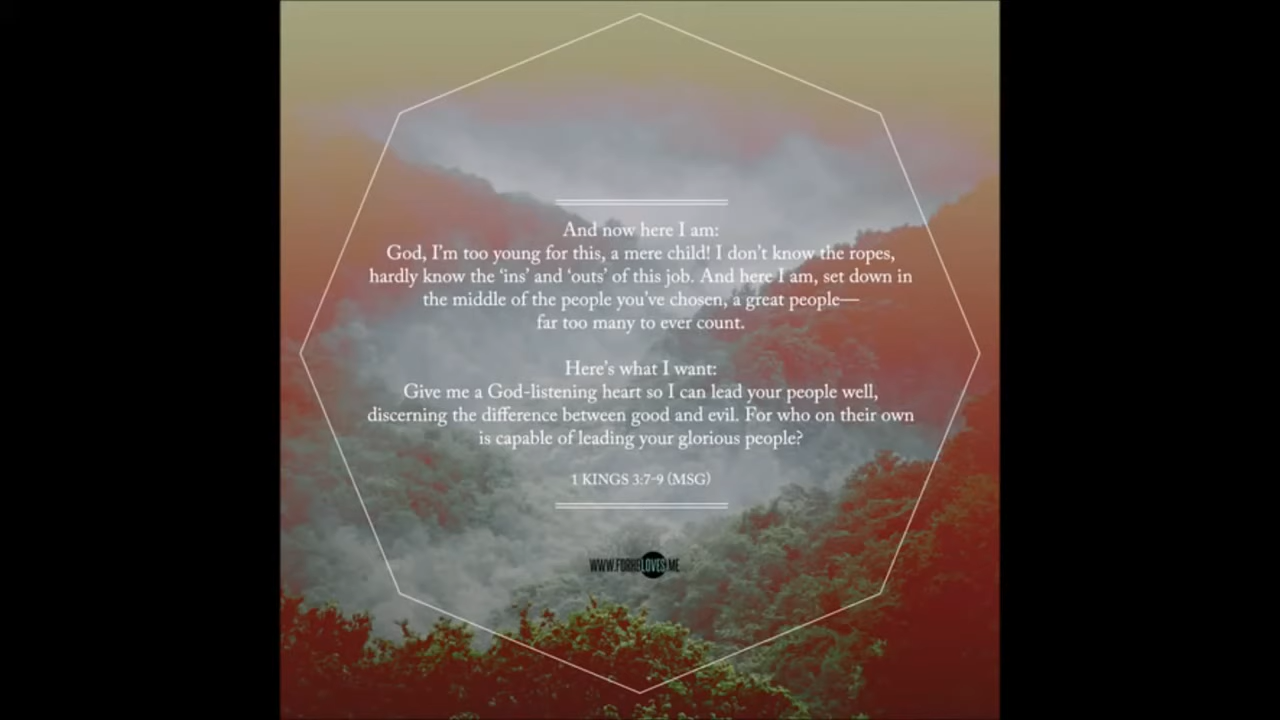 And now here I am:
God, I'm too young for this, a mere child! I don't know the ropes,
hardly know the 'ins' and 'outs' of this job. And here I am, set down in
the middle of the people you've chosen, a great people—
far too many to ever count.
Here's what I want:
Give me a God-listening heart so I can lead your people well,
discerning the difference between good and evil. For who on their own
is capable of leading your glorious people?
1 KINGS 3:7-9 (MSG)
WWW.FORHELOVES.ME